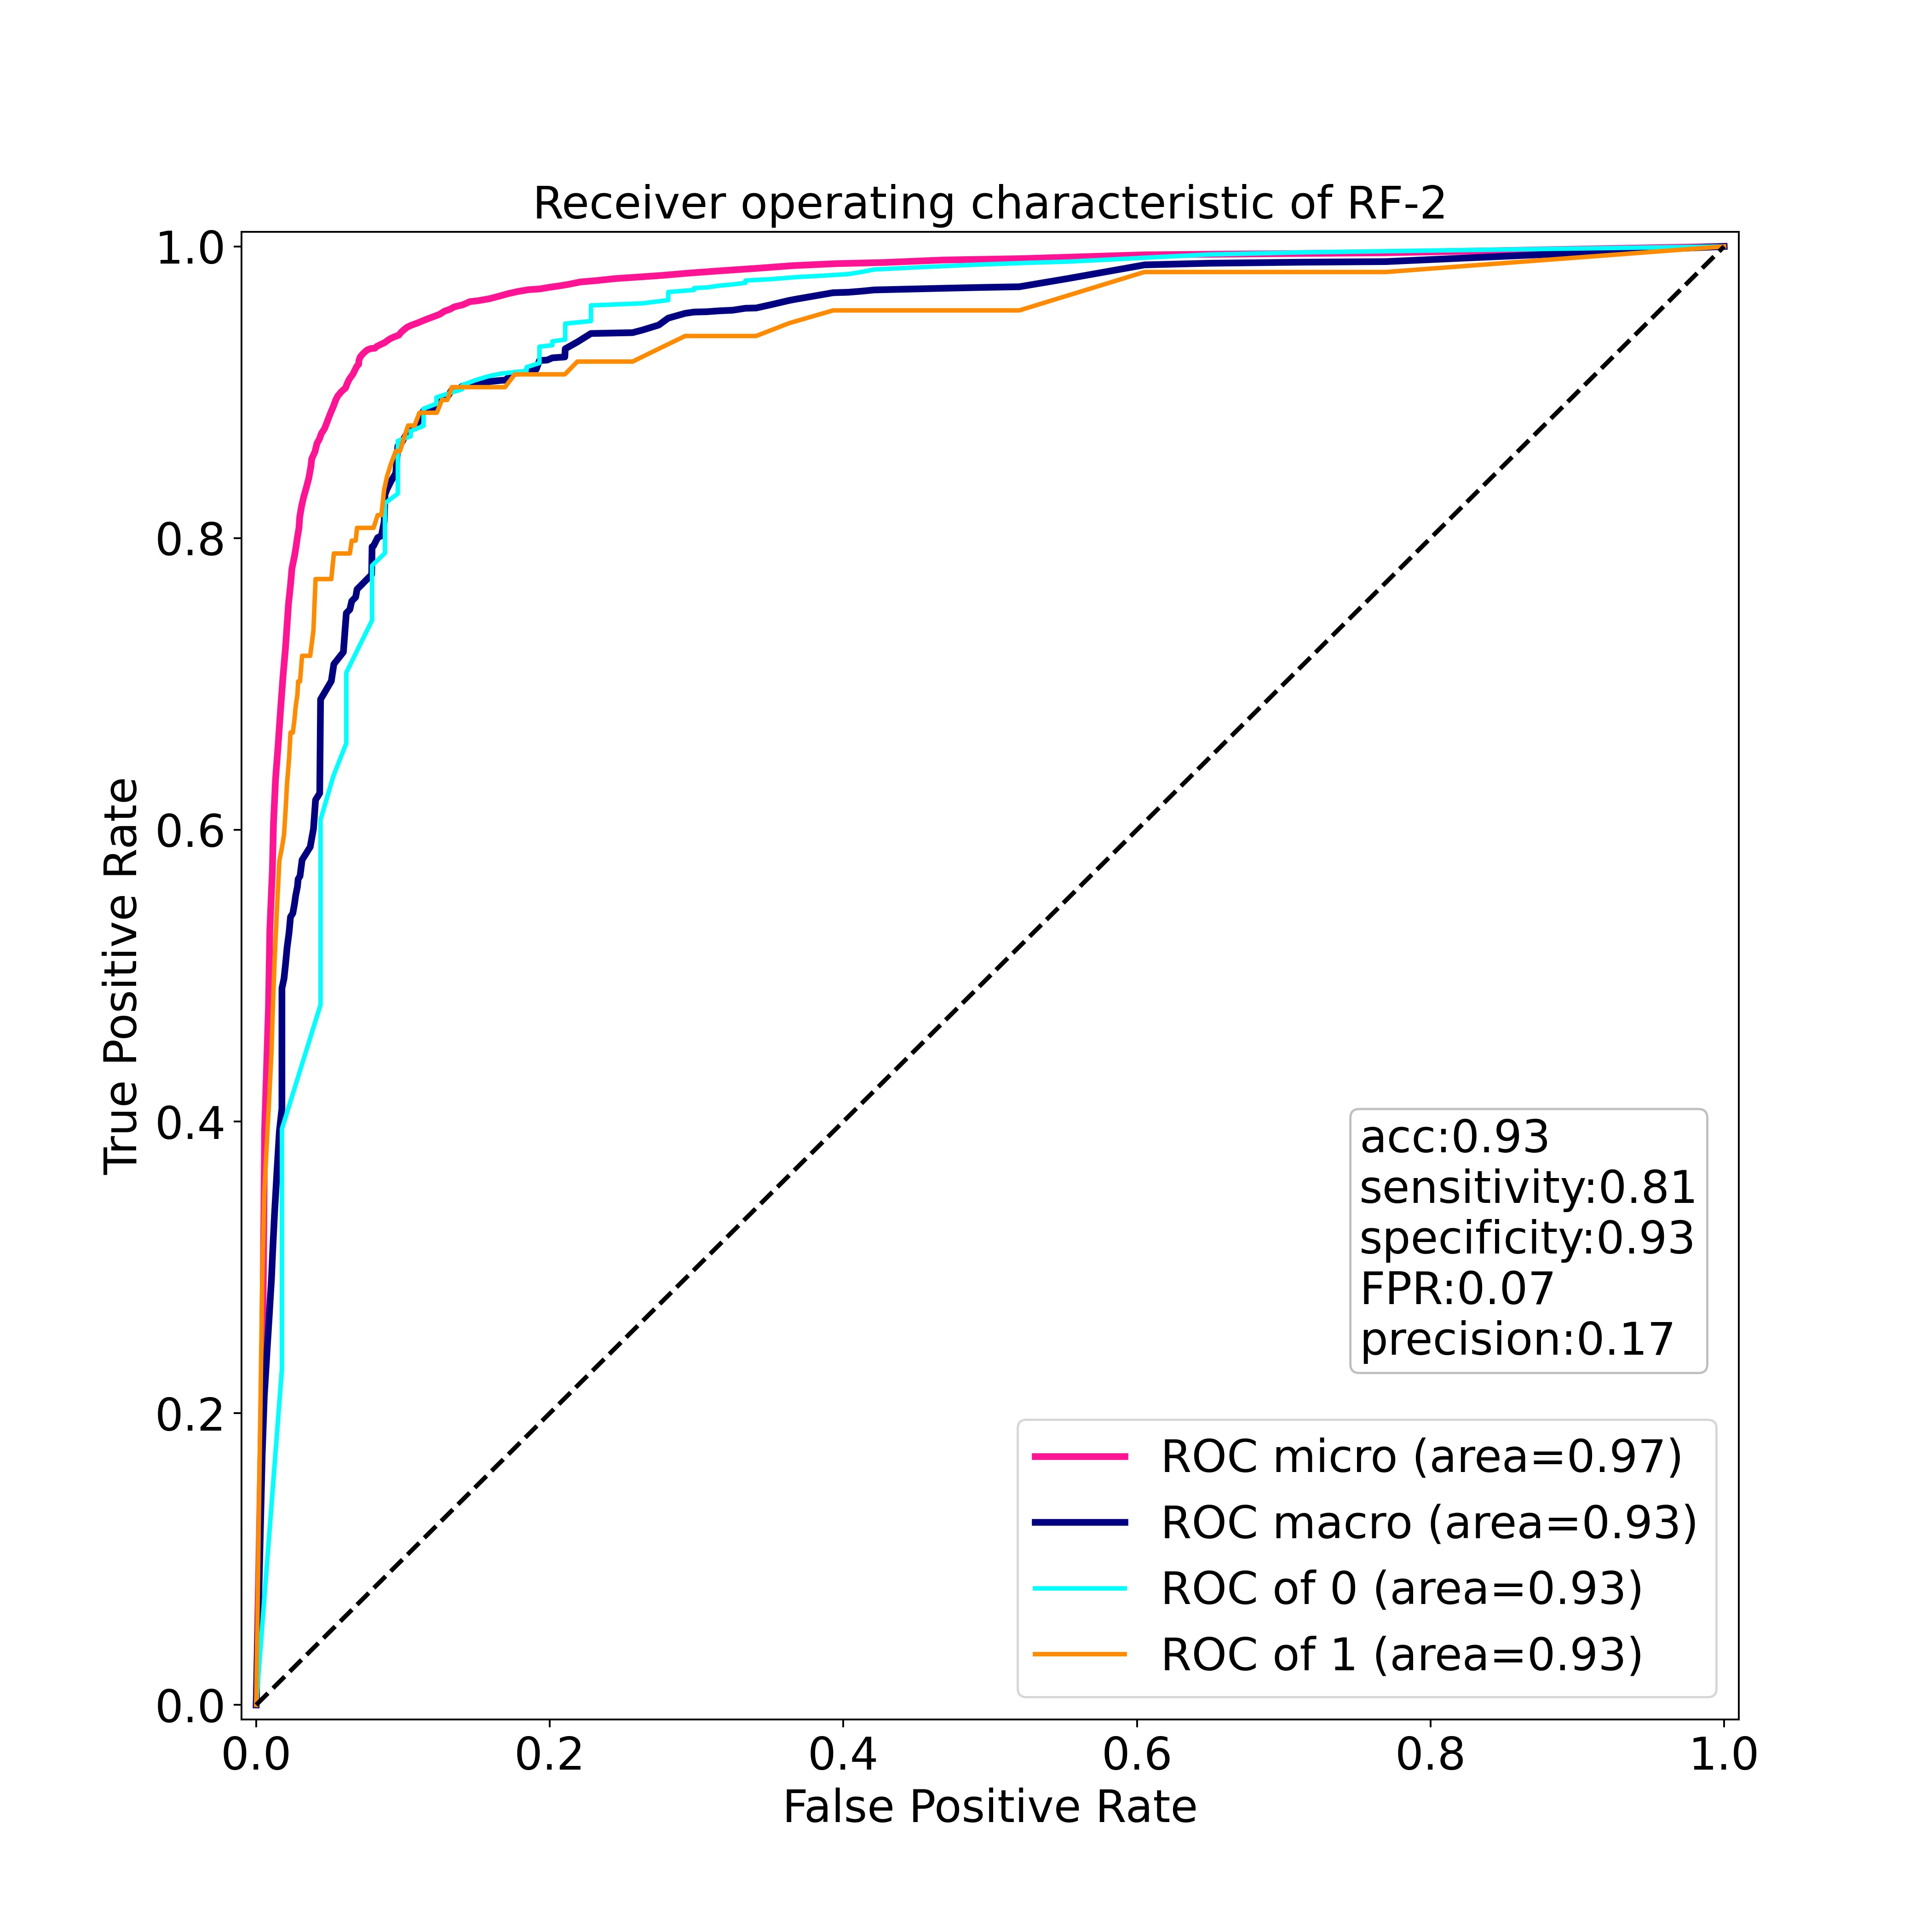 Receiver operating characteristic of RF-2
1.0
0.8
0.6
0.4
0.2
0.0
True Positive Rate
acc:0.93
sensitivity:0.81
specificity:0.93
FPR:0.07
precision:0.17
ROC micro (area=0.97)
ROC macro (area=0.93)
ROC of 0 (area=0.93)
ROC of 1 (area=0.93)
0.0 0.2 0.4 0.6 0.8 1.0
False Positive Rate